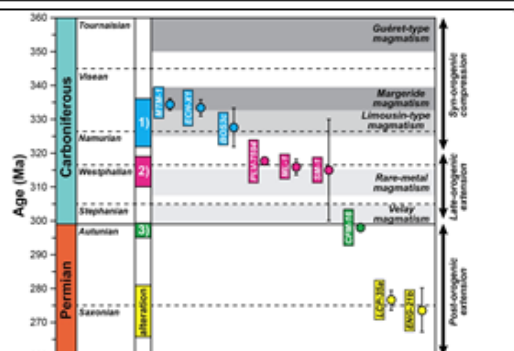 360
350
340
330
320
310
300
290
280
270
Age (Ma)
Carboniferous
Permian
Tournaisian
Visean
Namurian
Westphalian
Stephanian
Autunian
Saxonian
1)
2)
3)
alteration
Guéret-type
magmatism
Margeride
magmatism
Limousin-type
magmatism
Rare-metal
magmatism
Velay
magmatism
Syn-orogenic
compression
Late-orogenic
extension
Post-orogenic
extension